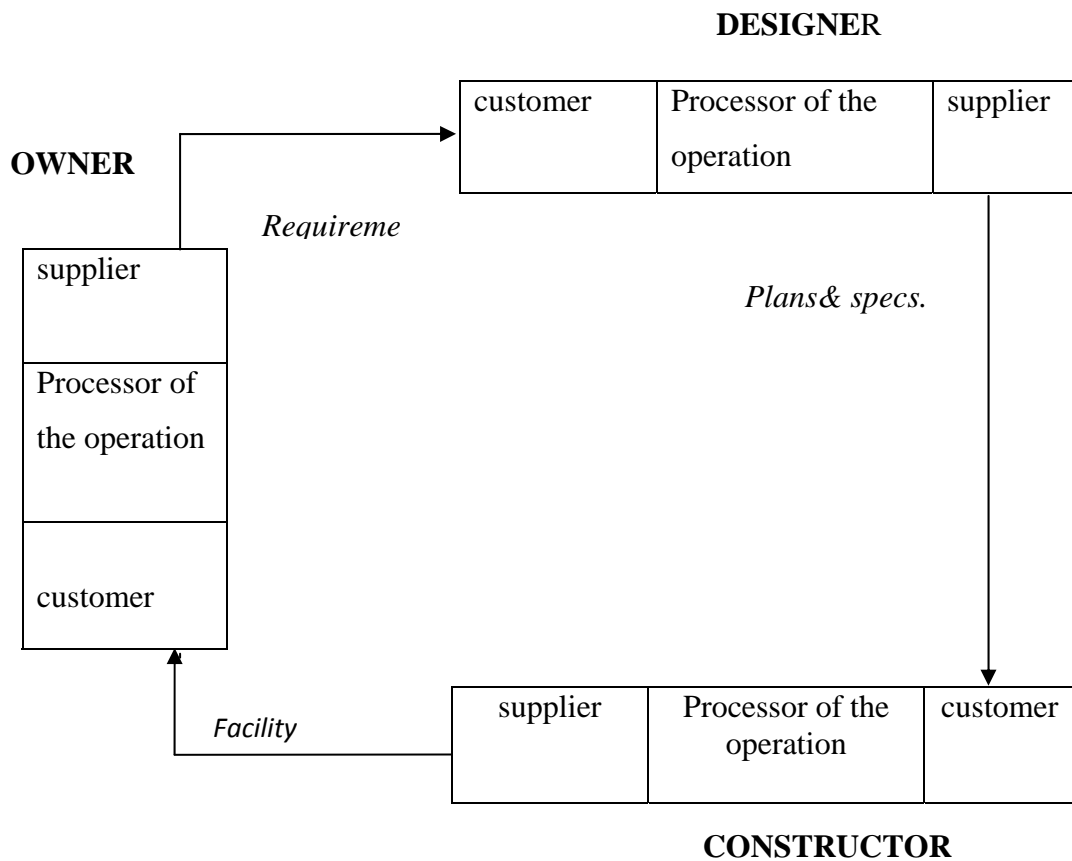 DESIGNER
customer
Processor of the
operation
supplier
OWNER
Requireme
supplier
Plans& specs.
Processor of
the operation
customer
supplier
Processor of the
operation
customer
Facility
CONSTRUCTOR